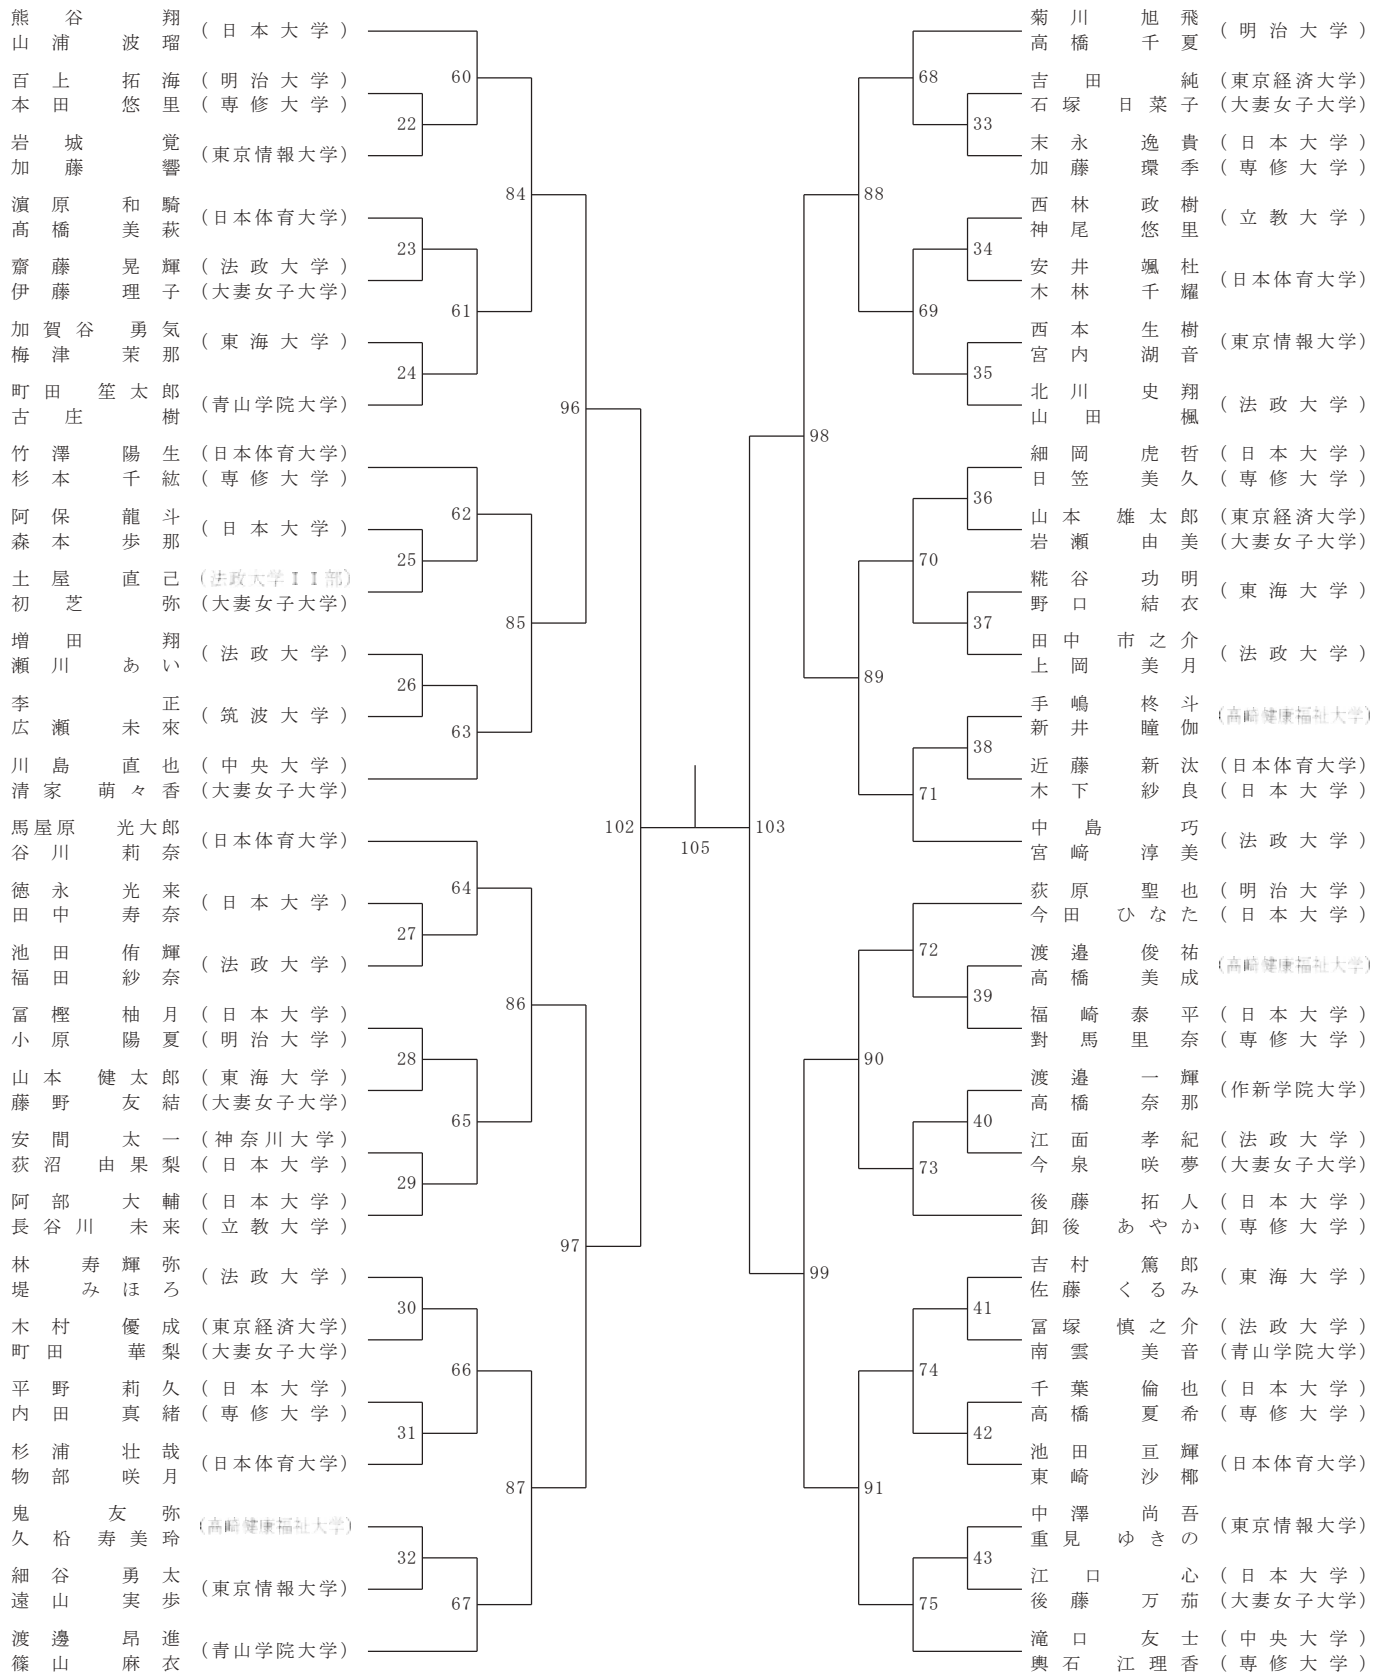 熊谷翔
(日本大学)
山浦波瑠
百上拓海 (明治大学)
本田悠里 (専修大学)
岩城覚
(東京情報大学)
加藤響
濵原和騎
(日本体育大学)
髙橋美萩
齋藤晃輝 (法政大学)
伊藤理子 (大妻女子大学)
加賀谷勇気
(東海大学)
梅津茉那
町田笙太郎
(青山学院大学)
古庄樹
竹澤陽生 (日本体育大学)
杉本千紘 (専修大学)
阿保龍斗
(日本大学)
森本歩那
土屋直己 (法政大学II部)
初芝弥 (大妻女子大学)
増田翔
(法政大学)
瀬川あい
李正
(筑波大学)
広瀬未來
川島直也 (中央大学)
清家萌々香 (大妻女子大学)
馬屋原光大郎
(日本体育大学)
谷川莉奈
徳永光来
(日本大学)
田中寿奈
池田侑輝
(法政大学)
福田紗奈
冨樫柚月 (日本大学)
小原陽夏 (明治大学)
山本健太郎 (東海大学)
藤野友結 (大妻女子大学)
安間太一 (神奈川大学)
荻沼由果梨 (日本大学)
阿部大輔 (日本大学)
長谷川未来 (立教大学)
林寿輝弥
(法政大学)
堤みほろ
木村優成 (東京経済大学)
町田華梨 (大妻女子大学)
平野莉久 (日本大学)
内田真緒 (専修大学)
杉浦壮哉
(日本体育大学)
物部咲月
鬼友弥
(高崎健康福祉大学)
久枌寿美玲
細谷勇太
(東京情報大学)
遠山実歩
渡邊昂進
(青山学院大学)
篠山麻衣
60
22
84
23
61
24
96
62
25
85
26
63
102
64
27
86
28
65
29
97
30
66
31
87
32
67
105
103
68
33
88
34
69
35
98
36
70
37
89
38
71
72
39
90
40
73
99
41
74
42
91
43
75
菊川旭飛
(明治大学)
高橋千夏
吉田純 (東京経済大学)
石塚日菜子 (大妻女子大学)
末永逸貴 (日本大学)
加藤環季 (専修大学)
西林政樹
(立教大学)
神尾悠里
安井颯杜
(日本体育大学)
木林千耀
西本生樹
(東京情報大学)
宮内湖音
北川史翔
(法政大学)
山田楓
細岡虎哲 (日本大学)
日笠美久 (専修大学)
山本雄太郎 (東京経済大学)
岩瀬由美 (大妻女子大学)
糀谷功明
(東海大学)
野口結衣
田中市之介
(法政大学)
上岡美月
手嶋柊斗
(高崎健康福祉大学)
新井瞳伽
近藤新汰 (日本体育大学)
木下紗良 (日本大学)
中島巧
(法政大学)
宮﨑淳美
荻原聖也 (明治大学)
今田ひなた (日本大学)
渡邉俊祐
(高崎健康福祉大学)
高橋美成
福崎泰平 (日本大学)
對馬里奈 (専修大学)
渡邉一輝
(作新学院大学)
高橋奈那
江面孝紀 (法政大学)
今泉咲夢 (大妻女子大学)
後藤拓人 (日本大学)
卸後あやか (専修大学)
吉村篤郎
(東海大学)
佐藤くるみ
冨塚慎之介 (法政大学)
南雲美音 (青山学院大学)
千葉倫也 (日本大学)
高橋夏希 (専修大学)
池田亘輝
(日本体育大学)
東崎沙椰
中澤尚吾
(東京情報大学)
重見ゆきの
江口心 (日本大学)
後藤万茄 (大妻女子大学)
滝口友士 (中央大学)
輿石江理香 (専修大学)